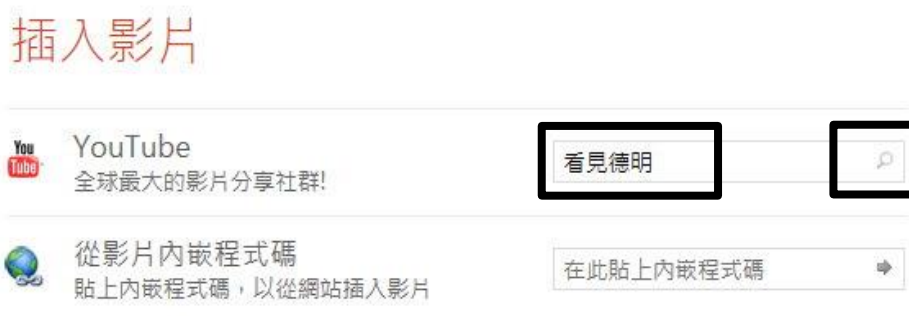 插入影片
You
Tube
YouTube
全球最大的影片分享社群!
看見德明
從影片內嵌程式碼
貼上內嵌程式碼，以從網站插入影片
在此貼上內嵌程式碼